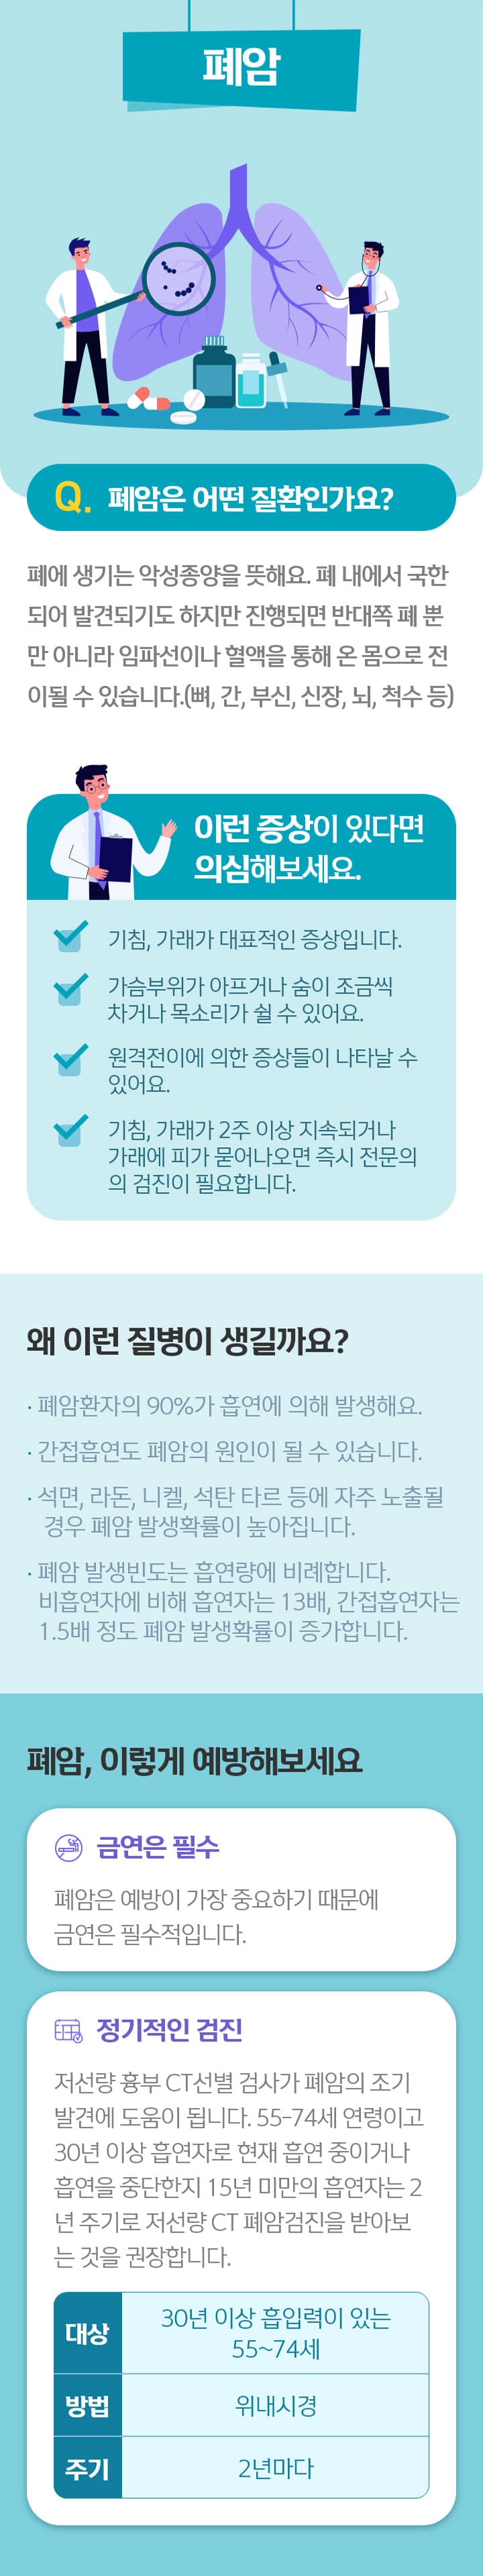 폐암
Q. 폐암은 어떤 질환인가요?
폐에 생기는 악성종양을 뜻해요. 폐 내에서 국한
되어 발견되기도 하지만 진행되면 반대쪽 폐 뿐
만 아니라 임파선이나 혈액을 통해 온 몸으로 전
이될 수 있습니다.(뼈, 간, 부신, 신장, 뇌, 척수 등)
이런 증상이 있다면
의심해보세요.
기침, 가래가 대표적인 증상입니다.
가슴부위가 아프거나 숨이 조금씩
차거나 목소리가 쉴 수 있어요.
원격전이에 의한 증상들이 나타날 수
있어요.
기침, 가래가 2주 이상 지속되거나
가래에 피가 묻어나오면 즉시 전문의
의 검진이 필요합니다.
왜 이런 질병이 생길까요?
· 폐암환자의 90%가 흡연에 의해 발생해요.
· 간접흡연도 폐암의 원인이 될 수 있습니다.
· 석면, 라돈, 니켈, 석탄 타르 등에 자주 노출될
경우 폐암 발생확률이 높아집니다.
· 폐암 발생빈도는 흡연량에 비례합니다.
비흡연자에 비해 흡연자는 13배, 간접흡연자는
1.5배 정도 폐암 발생확률이 증가합니다.
폐암, 이렇게 예방해보세요
금연은 필수
폐암은 예방이 가장 중요하기 때문에
금연은 필수적입니다.
정기적인 검진
저선량 흉부 CT선별 검사가 폐암의 조기
발견에 도움이 됩니다. 55-74세 연령이고
30년 이상 흡연자로 현재 흡연 중이거나
흡연을 중단한지 15년 미만의 흡연자는 2
년 주기로 저선량 CT 폐암검진을 받아보
는 것을 권장합니다.
대상
30년 이상 흡입력이 있는
55~74세
방법
위내시경
주기
2년마다